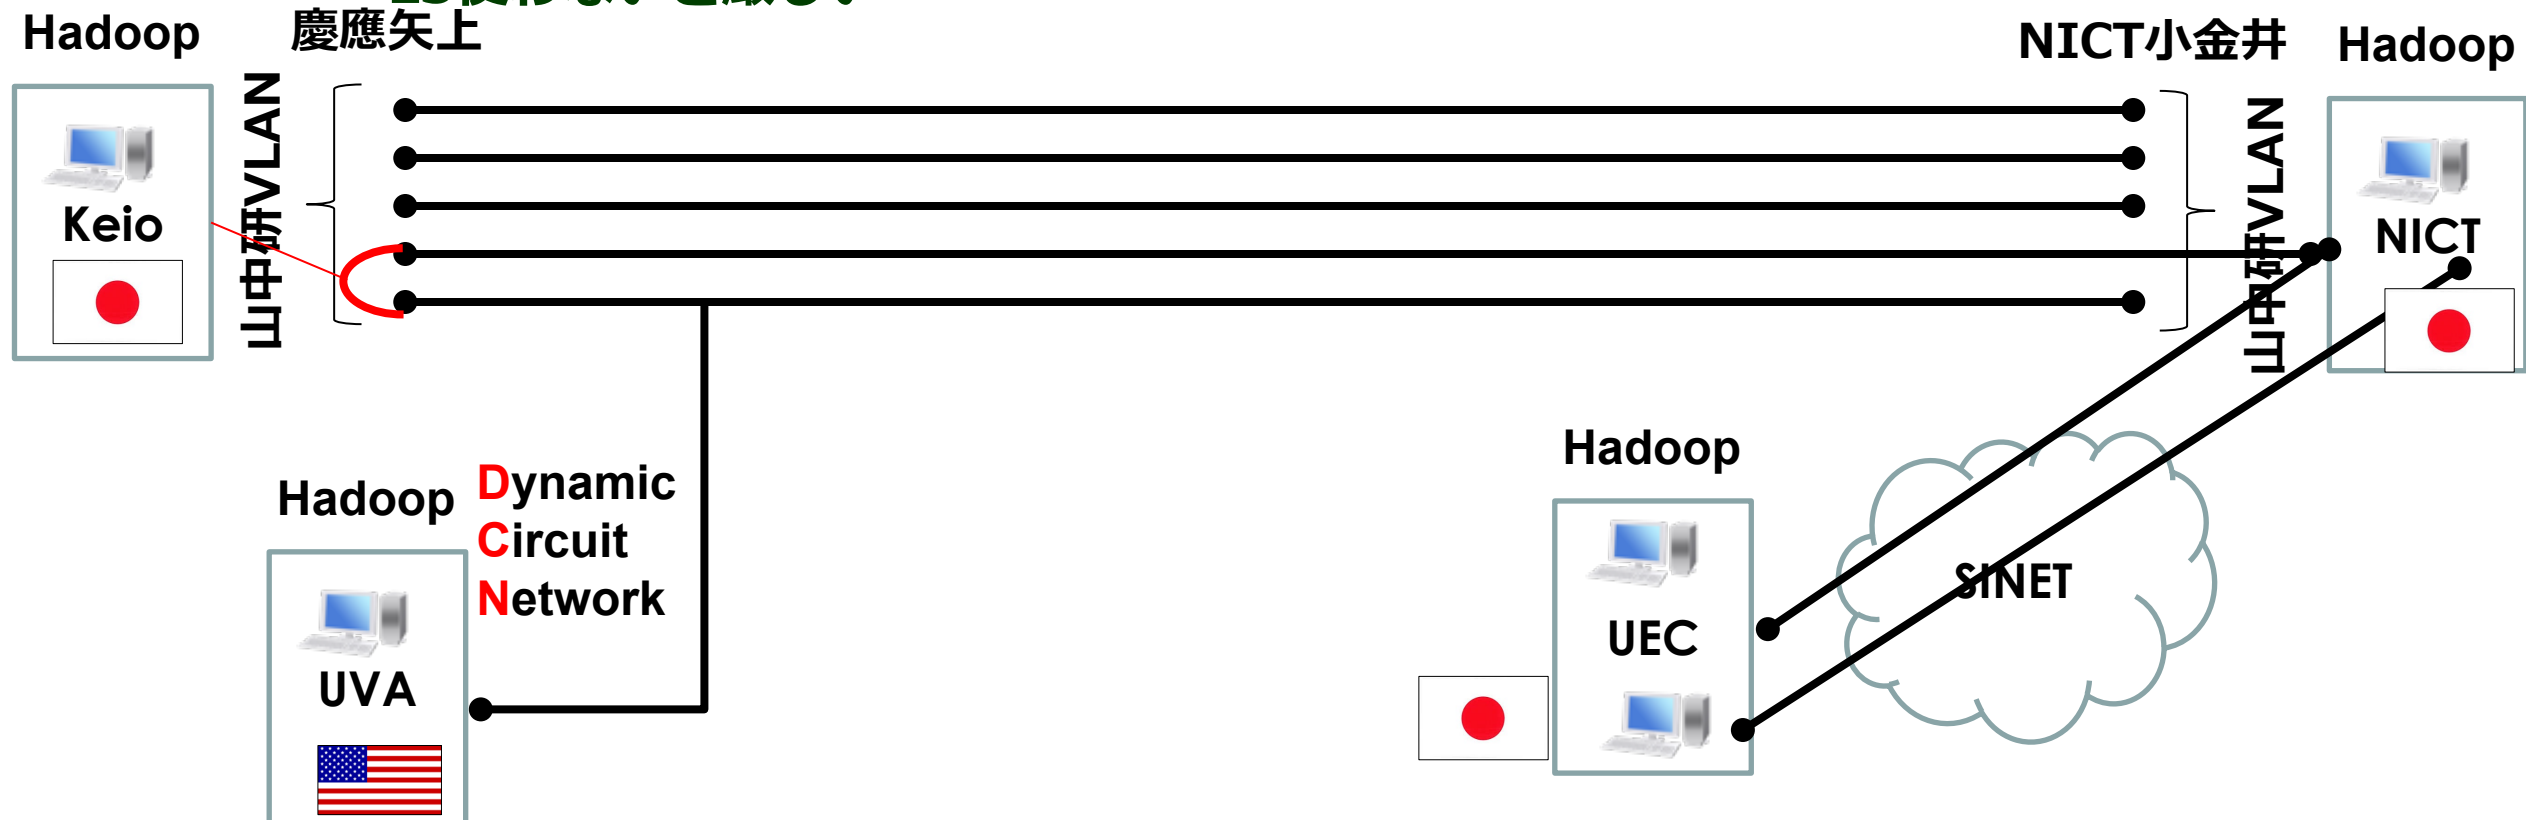 Hadoop
慶應矢上
NICT小金井
Hadoop
山中研VLAN
山中研VLAN
Keio
NICT
Hadoop
Dynamic
Circuit
Network
Hadoop
SINET
UEC
UVA